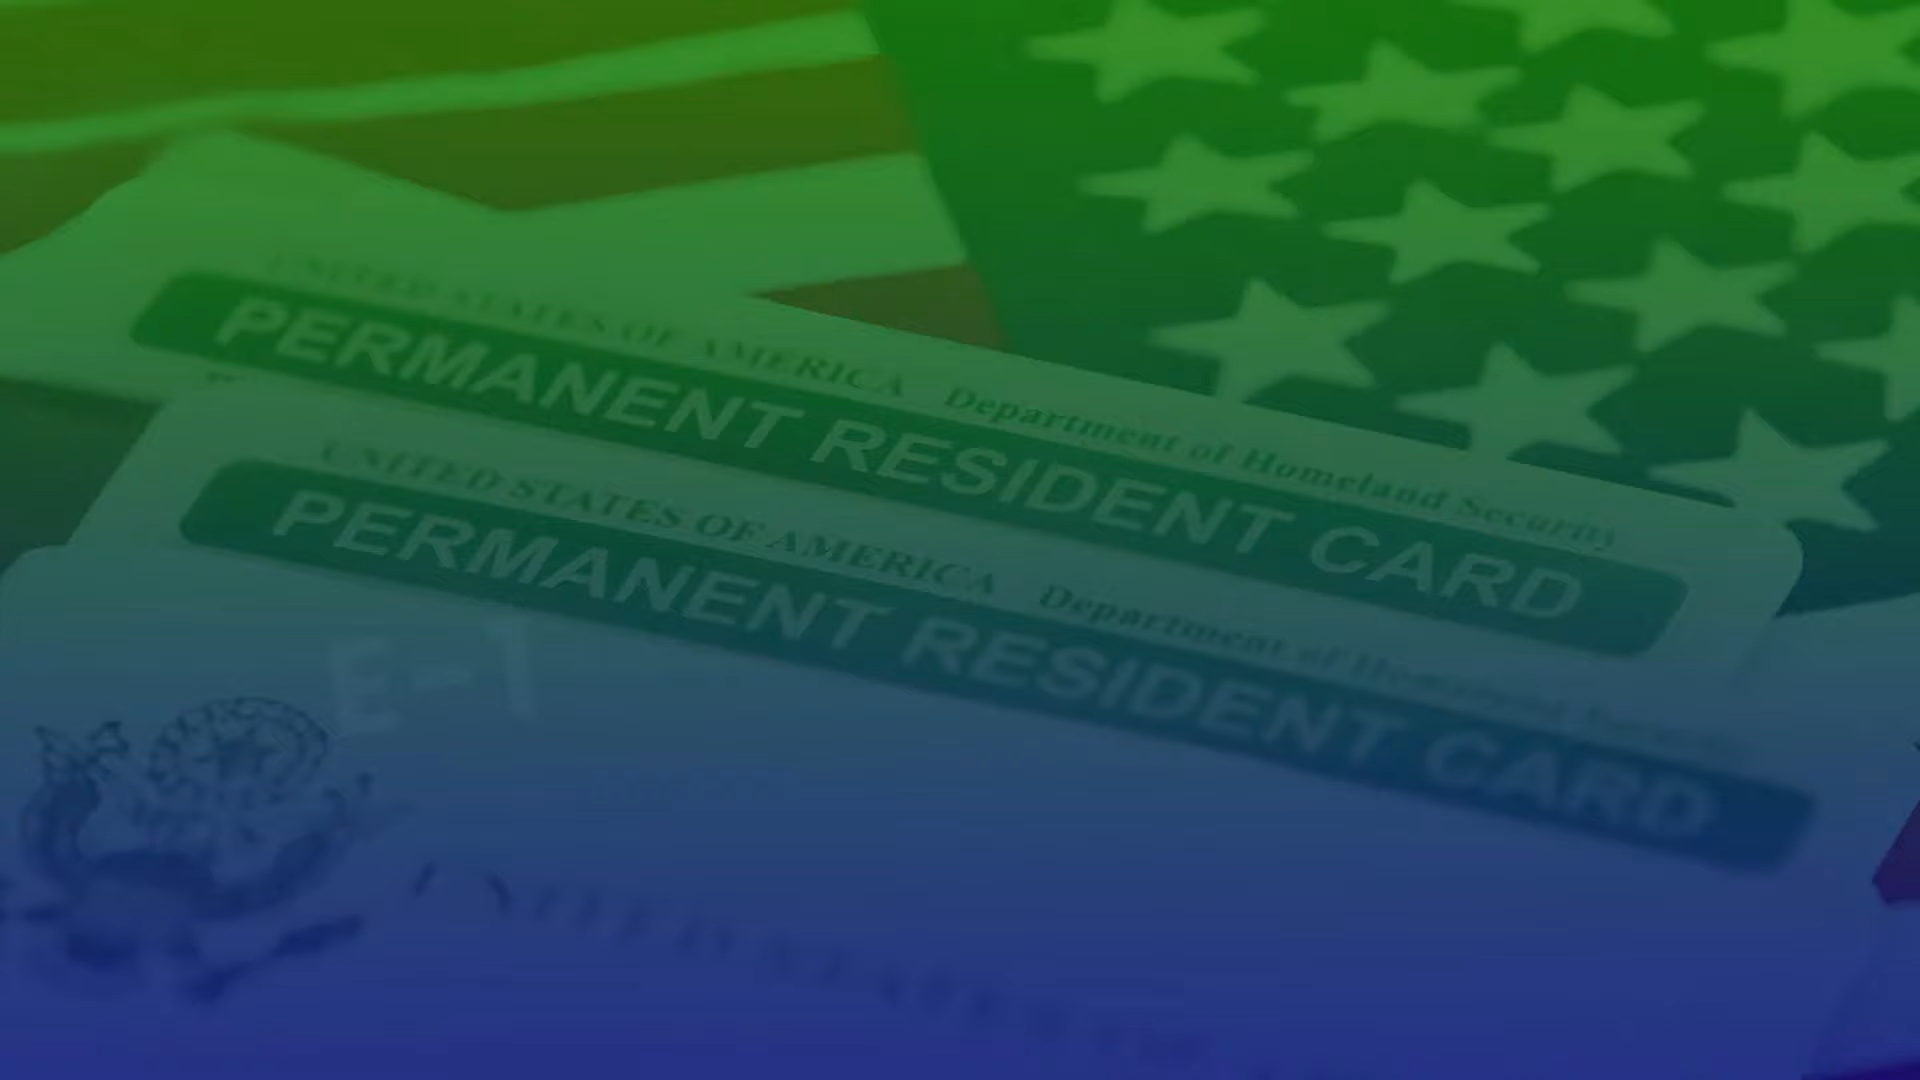 UNITED STATES OF AMERICA Department of Homeland Security
PERMANENT RESIDENT CARD
UNITED STATES OF AMERICA Department of Homeland
PERMANENT RESIDENT CARD